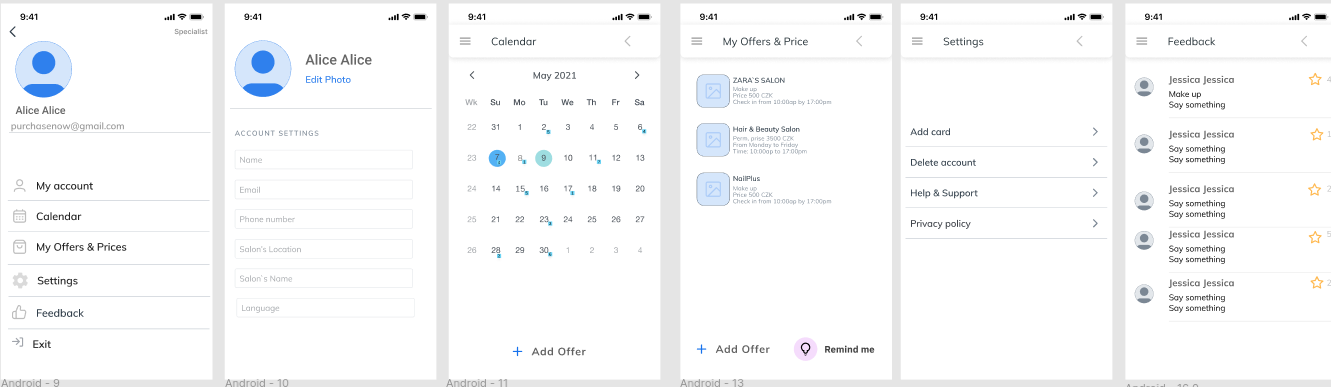 9:41
Specialist
Alice Alice
purchasenow@gmail.com
My account
Calendar
My Offers & Prices
Settings
Feedback
Exit
Android - 9
9:41
Alice Alice
Edit Photo
ACCOUNT SETTINGS
Name
Email
Phone number
Salon's Location
Salon`s Name
Language
Android - 10
9:41
Calendar
May 2021
Wk Su Mo Tu We Th Fr Sa
22 31 1 2 3 4 5 6
23 7 8 9 10 11 12 13
24 14 15 16 17 18 19 20
25 21 22 23 24 25 26 27
26 28 29 30 1 2 3 4
+ Add Offer
Android - 11
9:41
My Offers & Price
ZARA`S SALON
Make up
Price 500 CZK
Check in from 10:00ap by 17:00pm
Hair & Beauty Salon
Perm, prise 3500 CZK
From Monday to Friday
Time: 10:00ap to 17.00pm
NailPlus
Make up
Price 500 CZK
Check in from 10:00ap by 17:00pm
+ Add Offer
Remind me
Android - 13
9:41
Settings
Add card
Delete account
Help & Support
Privacy policy
9:41
Feedback
Jessica Jessica
Make up
Say something
Jessica Jessica
Say something
Say something
Jessica Jessica
Say something
Say something
Jessica Jessica
Say something
Say something
Jessica Jessica
Say something
Say something